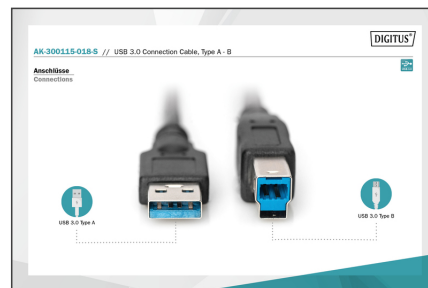 DIGITUS®
AK-300115-018-S // USB 3.0 Connection Cable, Type A - B
Anschlüsse
Connections
USB 3.0 Type A
USB 3.0 Type B